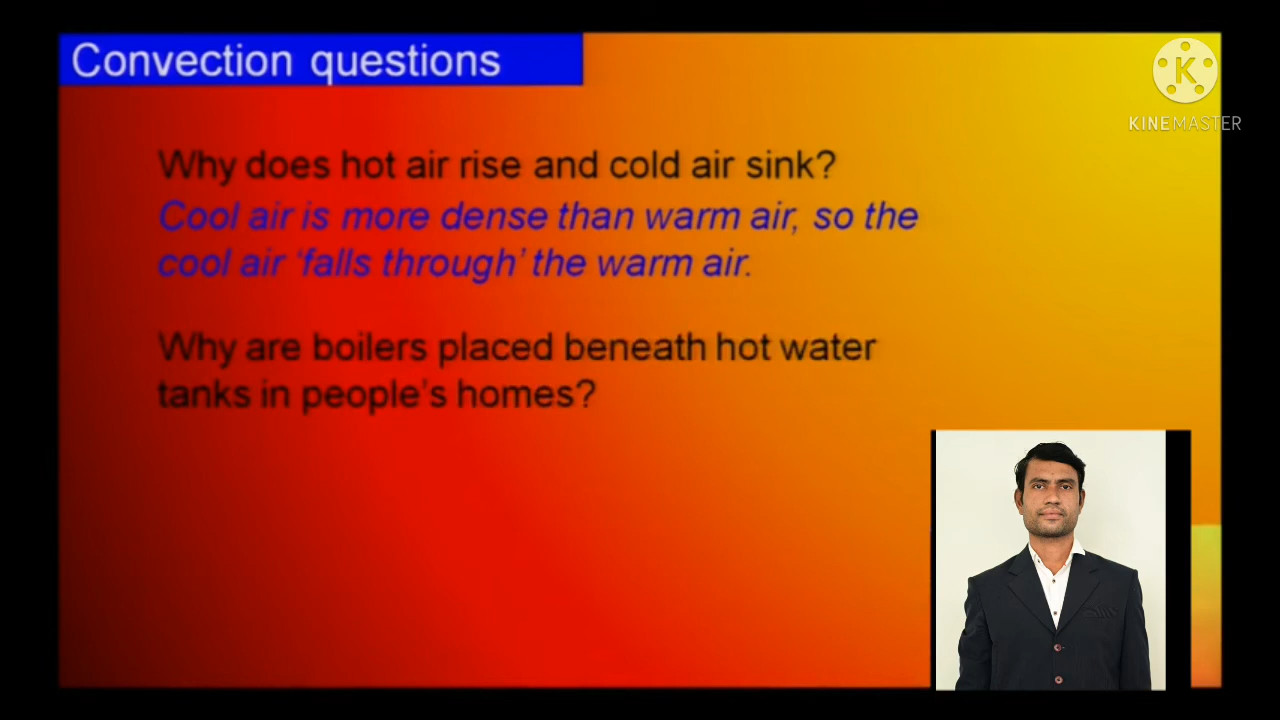 Convection questions
K
KINEMASTER
Why does hot air rise and cold air sink?
Cool air is more dense than warm air, so the
cool air ‘falls through’ the warm air.
Why are boilers placed beneath hot water
tanks in people’s homes?